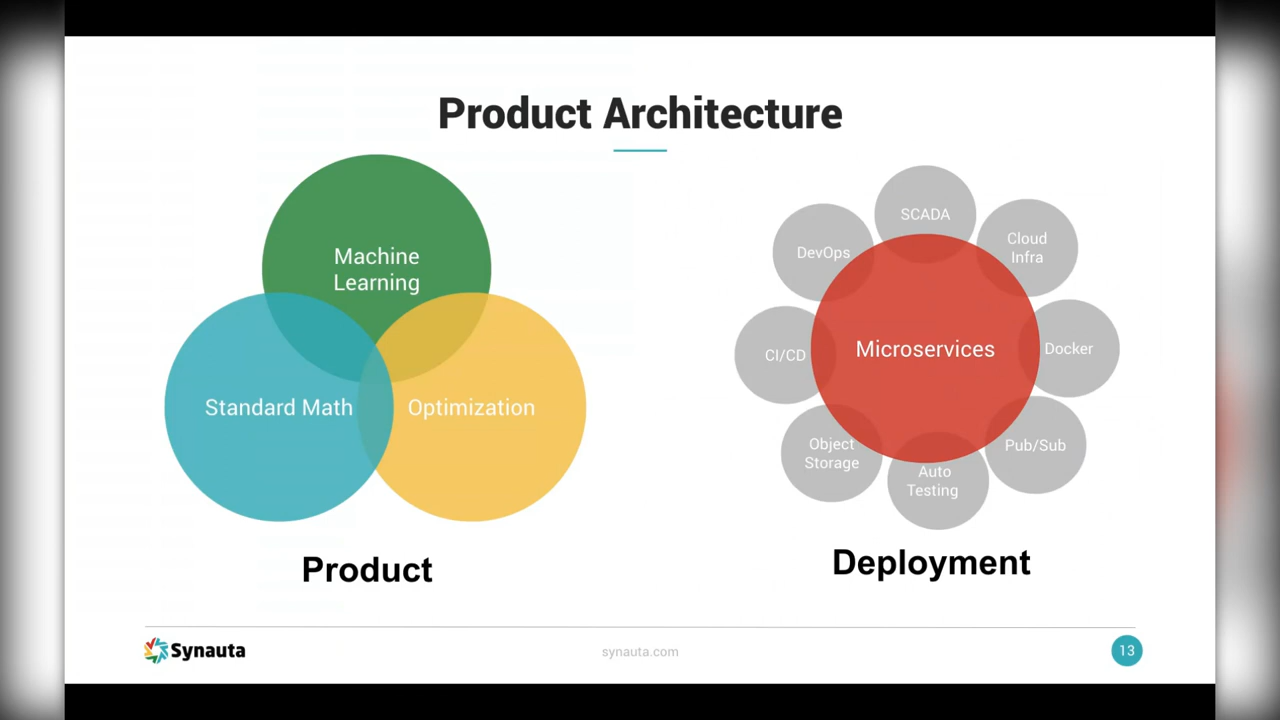 Product Architecture
Machine
Learning
Standard Math
Optimization
Product
SCADA
DevOps
Cloud
Infra
CI/CD
Microservices
Docker
Object
Storage
Pub/Sub
Auto
Testing
Deployment
Synauta
synauta.com
13